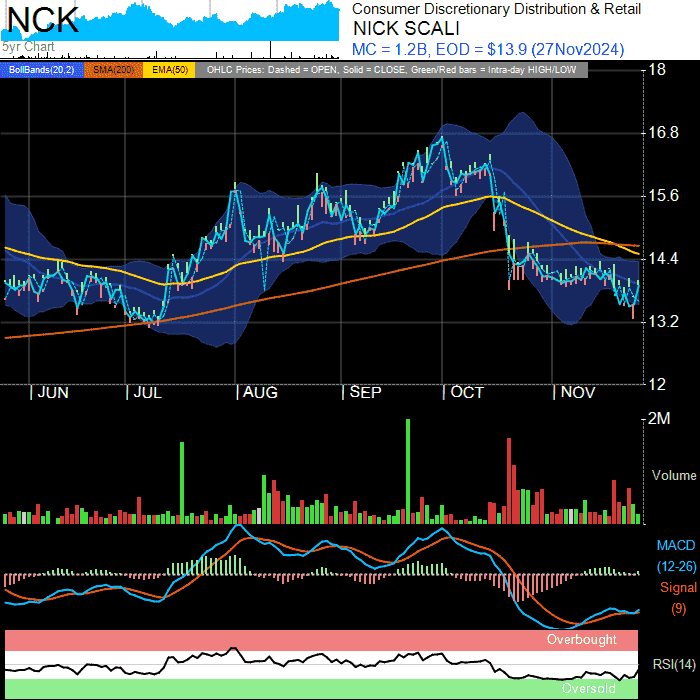 NCK
5yr Chart
Consumer Discretionary Distribution & Retail
NICK SCALI
MC = 1.2B, EOD = $13.9 (27Nov2024)
BollBands(20,2) SMA(200) EMA(50) OHLC Prices: Dashed = OPEN, Solid = CLOSE, Green/Red bars = Intra-day HIGH/LOW
18
16.8
15.6
14.4
13.2
12
| JUN | JUL | AUG | SEP | OCT | NOV
2M
Volume
MACD
(12-26)
Signal
(9)
Overbought
RSI(14)
Oversold